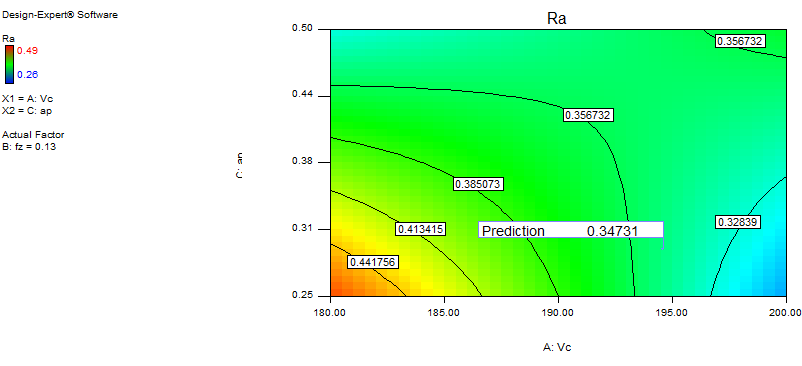 Design-Expert® Software
Ra
0.49
0.26
X1 = A: Vc
X2 = C: ap
Actual Factor
B: fz = 0.13
Ra
0.50
0.44
0.38
0.31
0.25
C: ap
0.356732
0.356732
0.385073
0.413415
0.441756
0.32839
Prediction 0.34731
180.00 185.00 190.00 195.00 200.00
A: Vc